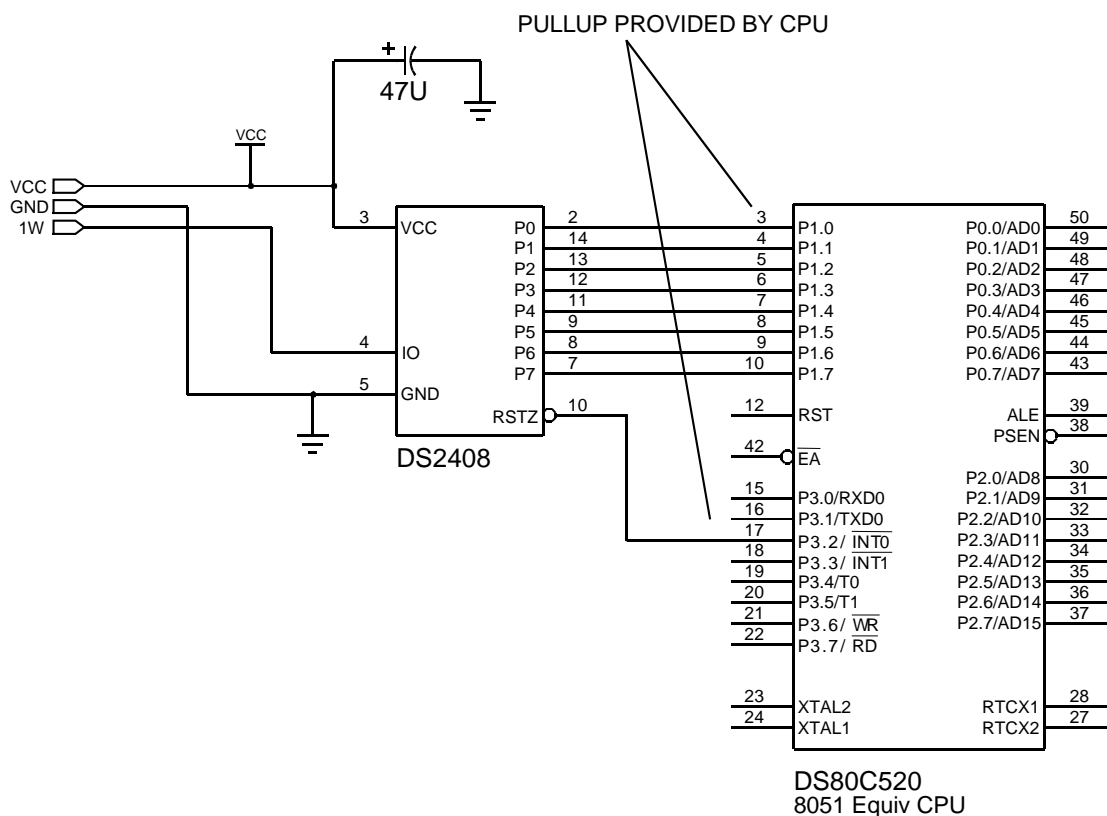 PULLUP PROVIDED BY CPU
+
47U
VCC
VCC
GND
1W
3 VCC
4 IO
5 GND
P0 2
P1 14
P2 13
P3 12
P4 11
P5 9
P6 8
P7 7
RSTZ 10
DS2408
3 P1.0
4 P1.1
5 P1.2
6 P1.3
7 P1.4
8 P1.5
9 P1.6
10 P1.7
12 RST
42 EA
15 P3.0/RXD0
16 P3.1/TXD0
17 P3.2/ INT0
18 P3.3/ INT1
19 P3.4/T0
20 P3.5/T1
21 P3.6/ WR
22 P3.7/ RD
23 XTAL2
24 XTAL1
P0.0/AD0 50
P0.1/AD1 49
P0.2/AD2 48
P0.3/AD3 47
P0.4/AD4 46
P0.5/AD5 45
P0.6/AD6 44
P0.7/AD7 43
ALE 39
PSEN 38
P2.0/AD8 30
P2.1/AD9 31
P2.2/AD10 32
P2.3/AD11 33
P2.4/AD12 34
P2.5/AD13 35
P2.6/AD14 36
P2.7/AD15 37
RTCX1 28
RTCX2 27
DS80C520
8051 Equiv CPU